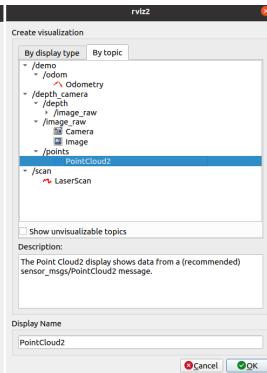 rviz2
Create visualization
By display type By topic
/demo
/odom
Odometry
/depth_camera
/depth
/image_raw
/image_raw
Camera
Image
/points
PointCloud2
/scan
LaserScan
Show unvisualizable topics
Description:
The Point Cloud2 display shows data from a (recommended)
sensor_msgs/PointCloud2 message.
Display Name
PointCloud2
Cancel OK